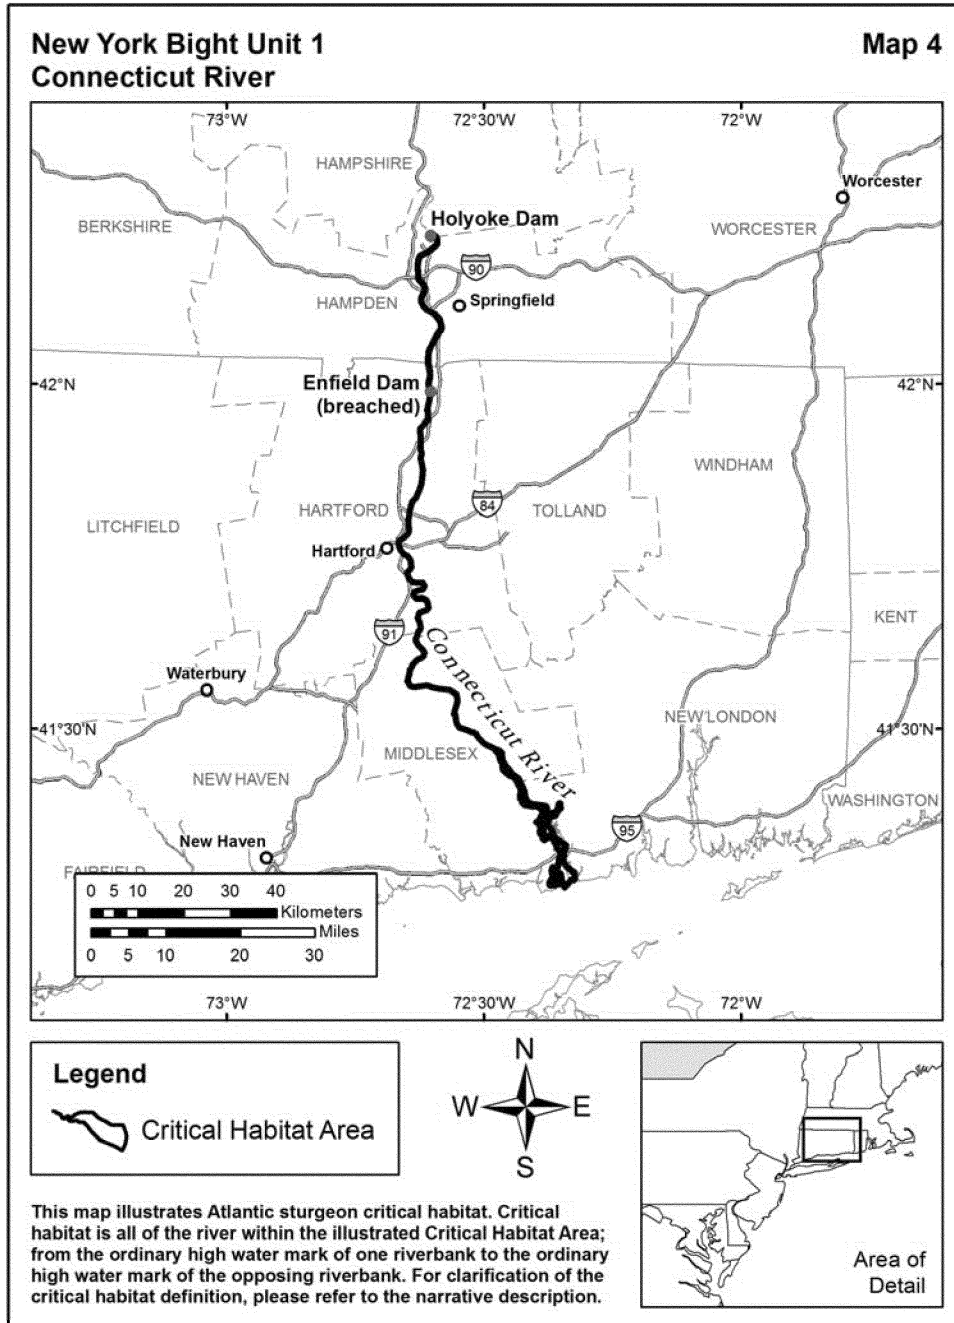 New York Bight Unit 1
Map 4
Connecticut River
73°W
72°30'W
72°W
HAMPSHIRE
Worcester
Holyoke Dam
BERKSHIRE
WORCESTER
90
HAMPDEN
Springfield
42°N
Enfield Dam
(breached)
42°N
WINDHAM
84
LITCHFIELD
HARTFORD
TOLLAND
Hartford
KENT
91
Connecticut River
Waterbury
41°30'N
NEW LONDON
41°30'N
MIDDLESEX
NEW HAVEN
WASHINGTON
95
New Haven
FAIRFIELD
0 5 10 20 30 40
Kilometers
Miles
0 5 10 20 30
73°W
72°30'W
72°W
Legend
Critical Habitat Area
N
W
E
S
This map illustrates Atlantic sturgeon critical habitat. Critical
habitat is all of the river within the illustrated Critical Habitat Area;
from the ordinary high water mark of one riverbank to the ordinary
high water mark of the opposing riverbank. For clarification of the
critical habitat definition, please refer to the narrative description.
Area of
Detail